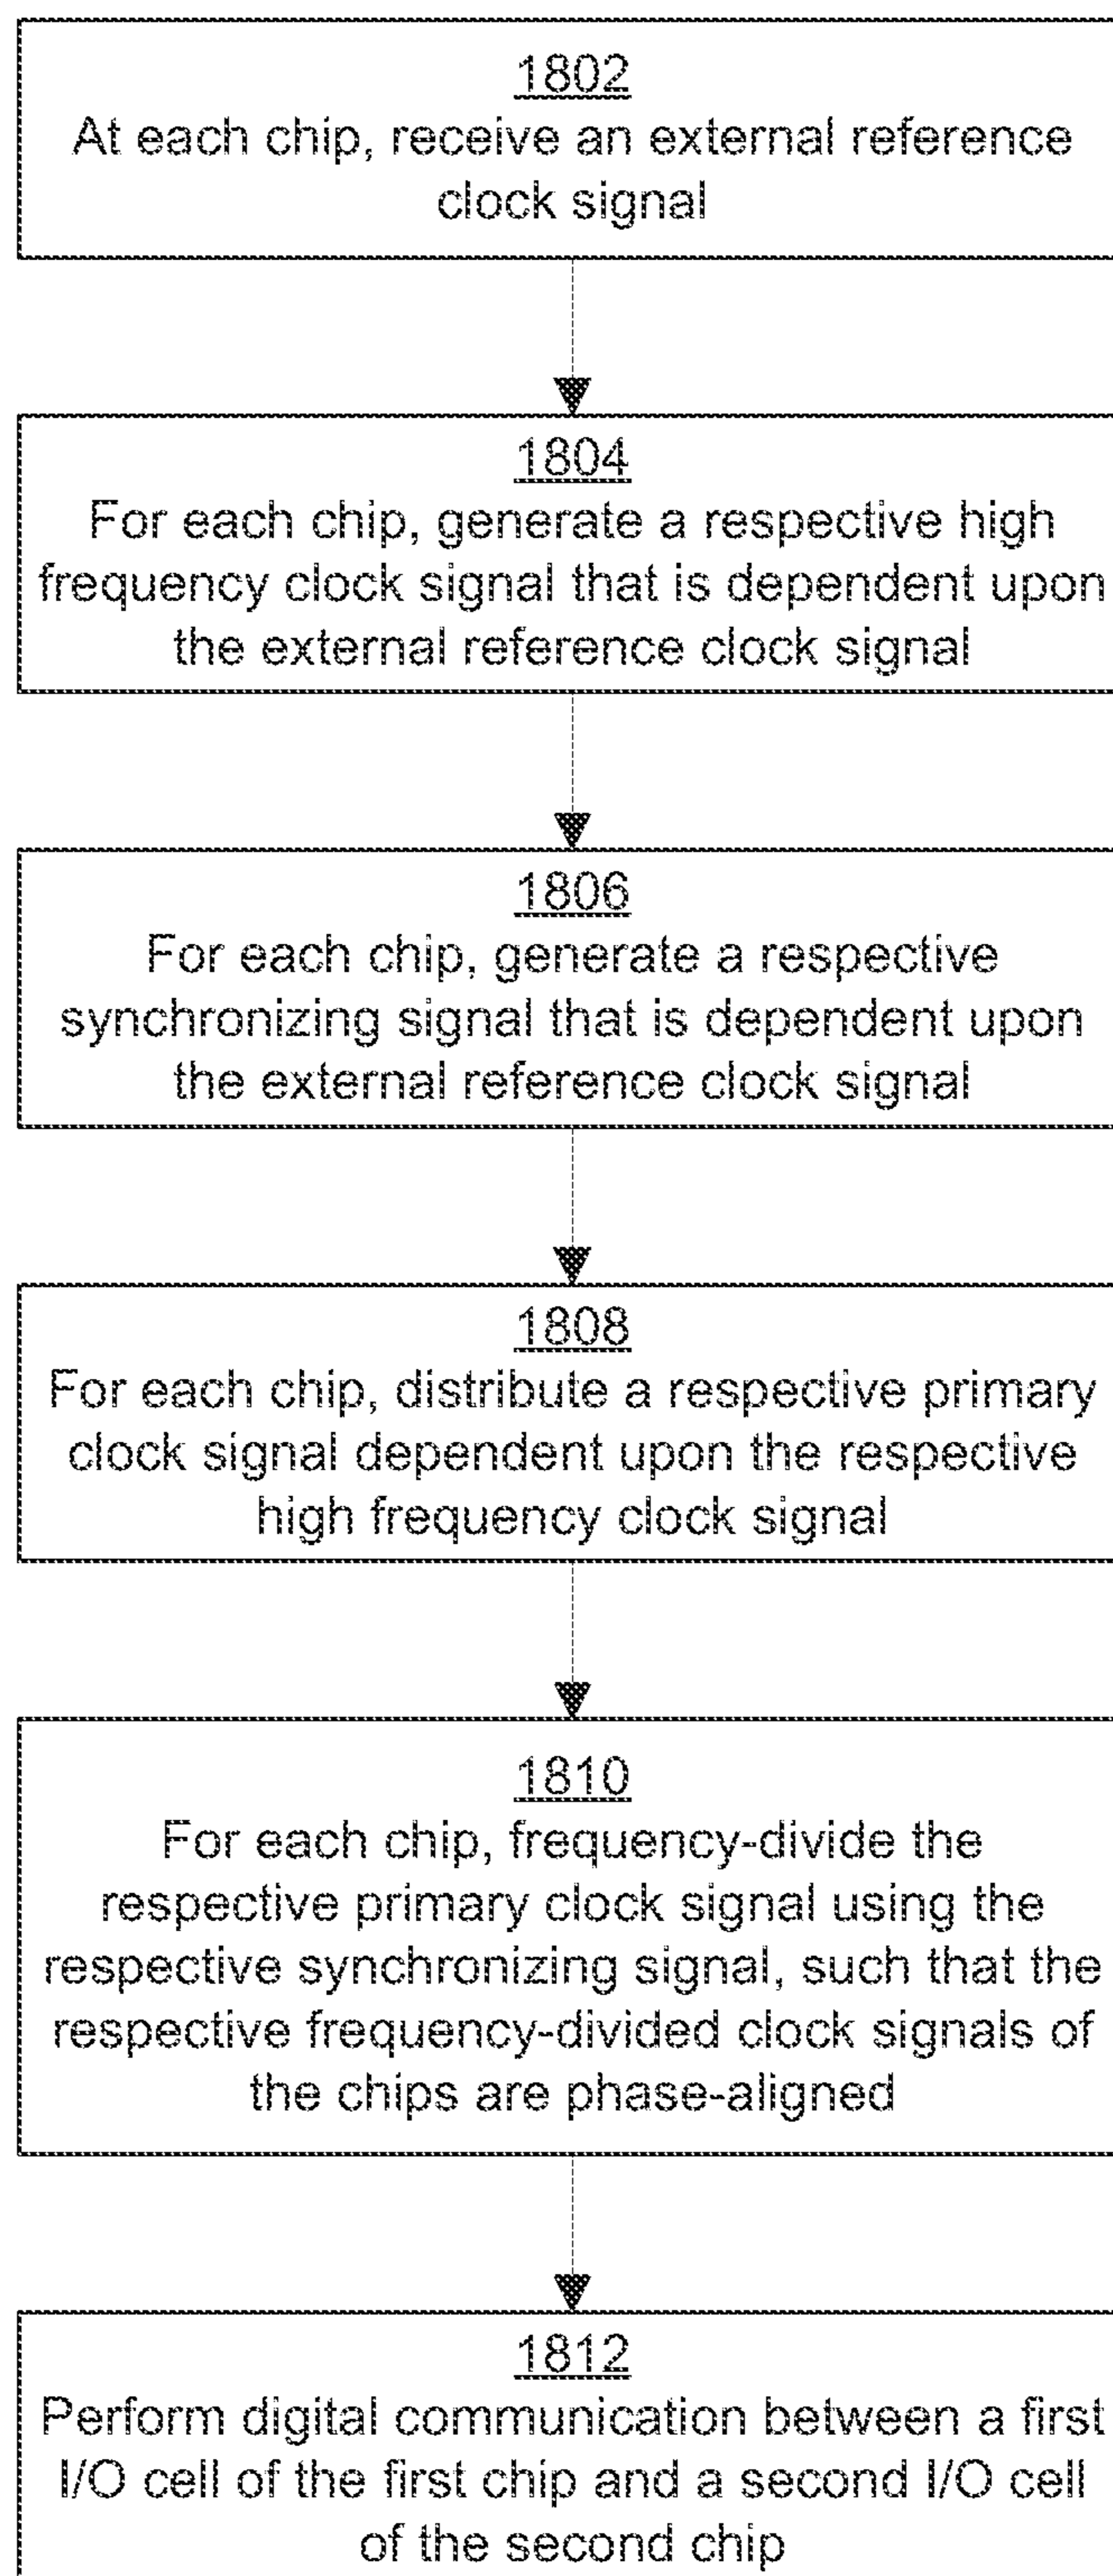 1802
At each chip, receive an external reference
clock signal
1804
For each chip, generate a respective high
frequency clock signal that is dependent upon
the external reference clock signal
1806
For each chip, generate a respective
synchronizing signal that is dependent upon
the external reference clock signal
1808
For each chip, distribute a respective primary
clock signal dependent upon the respective
high frequency clock signal
1810
For each chip, frequency-divide the
respective primary clock signal using the
respective synchronizing signal, such that the
respective frequency-divided clock signals of
the chips are phase-aligned
1812
Perform digital communication between a first
I/O cell of the first chip and a second I/O cell
of the second chip